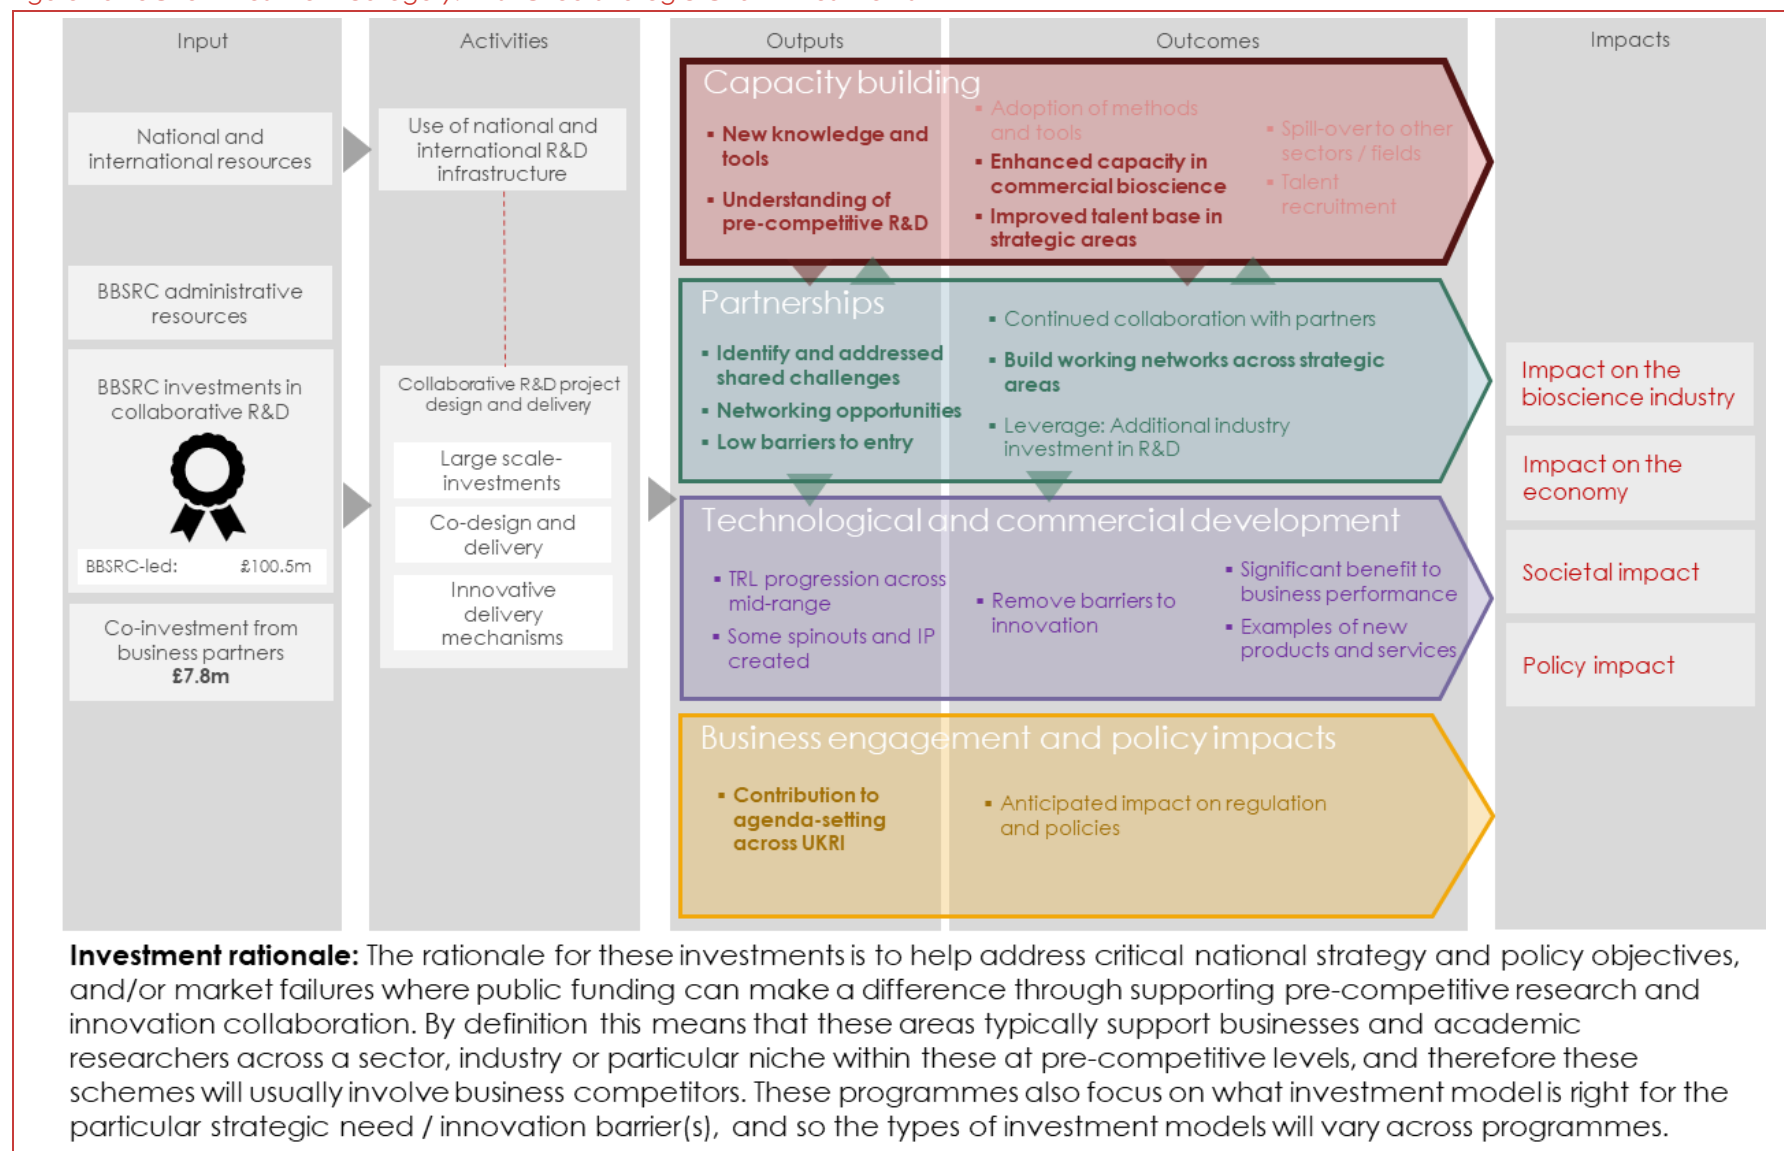 Input
National and
international resources
BBSRC administrative
resources
BBSRC investments in
collaborative R&D
BBSRC-led: £100.5m
Co-investment from
business partners
£7.8m
Activities
Use of national and
international R&D
infrastructure
Collaborative R&D project
design and delivery
Large scale-
investments
Co-design and
delivery
Innovative
delivery
mechanisms
Outputs
Outcomes
Capacity building
▪ New knowledge and
tools
▪ Understanding of
pre-competitive R&D
▪ Adoption of methods
and tools
▪ Enhanced capacity in
commercial bioscience
▪ Improved talent base in
strategic areas
▪ Spill-over to other
sectors / fields
▪ Talent
recruitment
Partnerships
▪ Identify and addressed
shared challenges
▪ Networking opportunities
▪ Low barriers to entry
▪ Continued collaboration with partners
▪ Build working networks across strategic
areas
▪ Leverage: Additional industry
investment in R&D
Technological and commercial development
▪ TRL progression across
mid-range
▪ Some spinouts and IP
created
▪ Remove barriers to
innovation
▪ Significant benefit to
business performance
▪ Examples of new
products and services
Business engagement and policy impacts
▪ Contribution to
agenda-setting
across UKRI
▪ Anticipated impact on regulation
and policies
Impacts
Impact on the
bioscience industry
Impact on the
economy
Societal impact
Policy impact
Investment rationale: The rationale for these investments is to help address critical national strategy and policy objectives,
and/or market failures where public funding can make a difference through supporting pre-competitive research and
innovation collaboration. By definition this means that these areas typically support businesses and academic
researchers across a sector, industry or particular niche within these at pre-competitive levels, and therefore these
schemes will usually involve business competitors. These programmes also focus on what investment model is right for the
particular strategic need / innovation barrier(s), and so the types of investment models will vary across programmes.